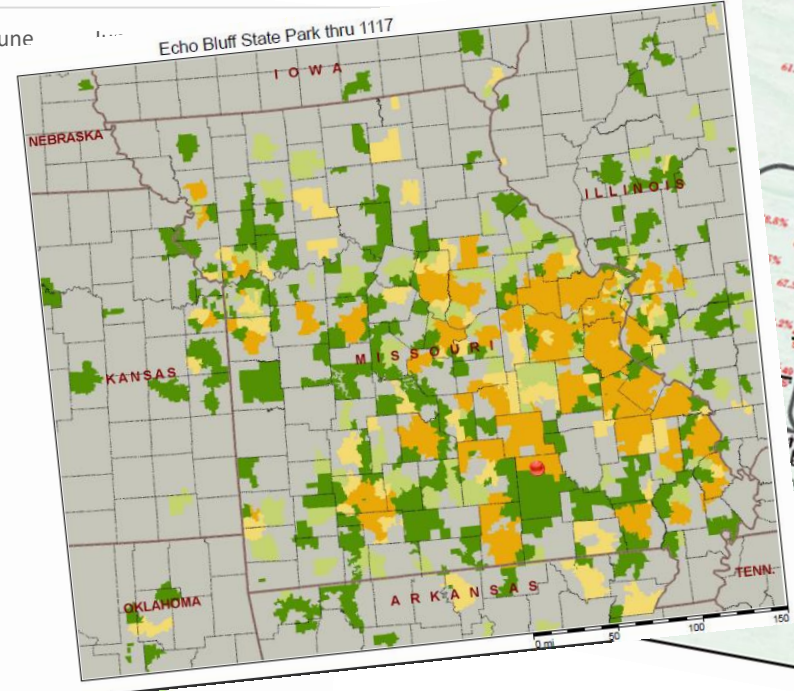 une
Echo Bluff State Park thru 1117
IOWA
NEBRASKA
ILLINOIS
MISSOURI
KANSAS
ARKANSAS
TENN.
OKLAHOMA
0 mi 50 100 150